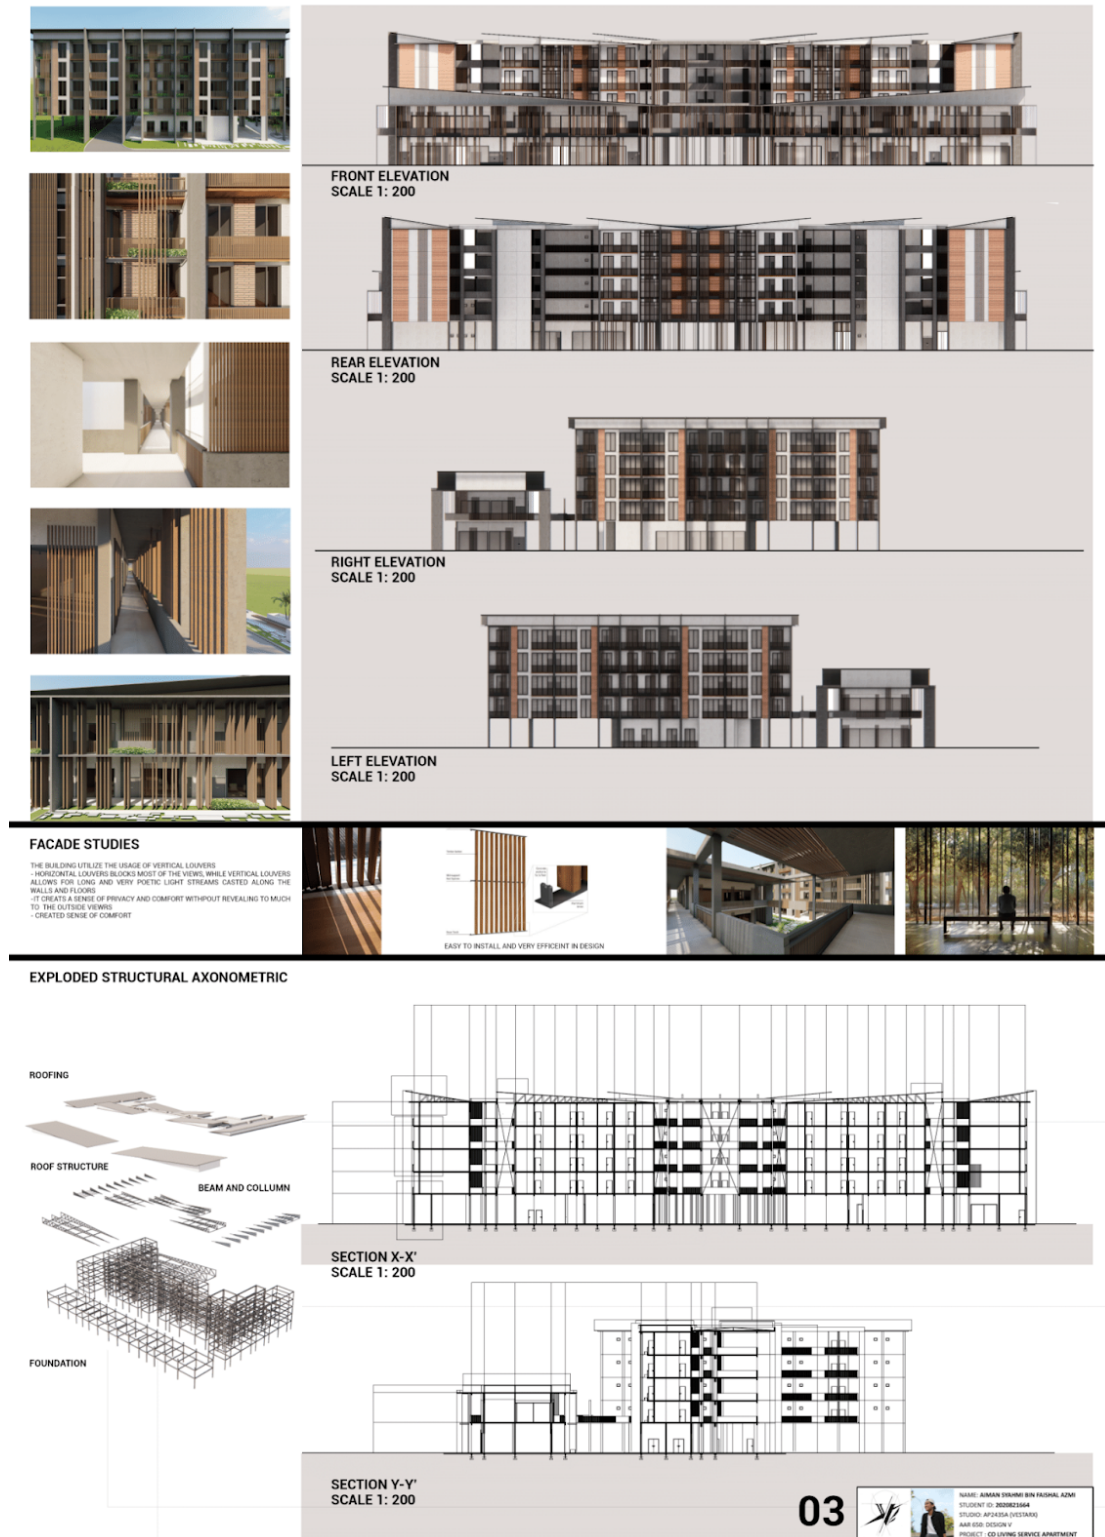 FRONT ELEVATION
SCALE 1: 200
REAR ELEVATION
SCALE 1: 200
RIGHT ELEVATION
SCALE 1: 200
LEFT ELEVATION
SCALE 1: 200
FACADE STUDIES
THE BUILDING UTILIZE THE USAGE OF VERTICAL LOUVERS
- HORIZONTAL LOUVERS BLOCKS MOST OF THE VIEWS, WHILE VERTICAL LOUVERS
ALLOWS FOR LONG AND VERY POETIC LIGHT STREAMS CASTED ALONG THE
WALLS AND FLOORS
-IT CREATS A SENSE OF PRIVACY AND COMFORT WITHPOUT REVEALING TO MUCH
TO THE OUTSIDE VIEWRS
- CREATED SENSE OF COMFORT
EASY TO INSTALL AND VERY EFFICEINT IN DESIGN
EXPLODED STRUCTURAL AXONOMETRIC
ROOFING
ROOF STRUCTURE
BEAM AND COLLUMN
FOUNDATION
SECTION X-X'
SCALE 1: 200
SECTION Y-Y'
SCALE 1: 200
03
NAME: AIMAN SYAHMI BIN FAISHAL AZMI
STUDENT ID: 2020821664
STUDIO: AP2435A (VESTARX)
AAR 650: DESIGN V
PROJECT : CO LIVING SERVICE APARTMENT